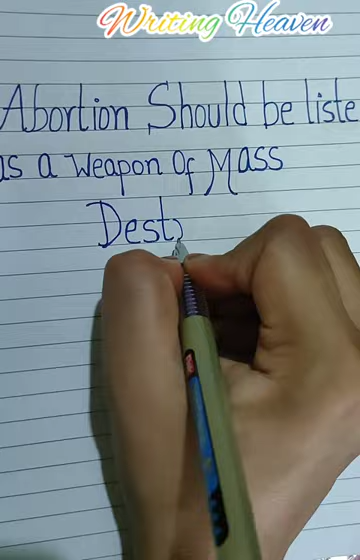 Writing Heaven
Abortion Should be liste
as a weapon Of Mass
Dest